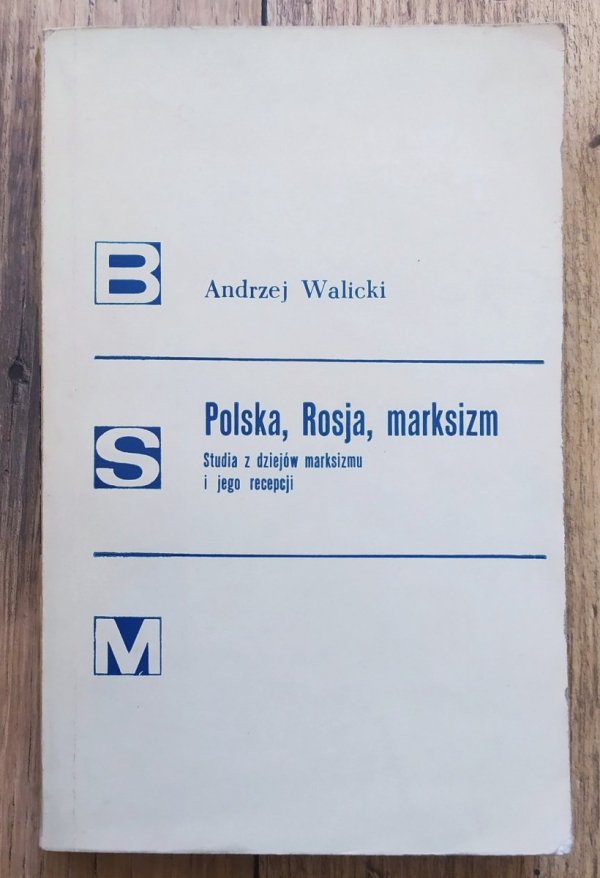 B
Andrzej Walicki
S
Polska, Rosja, marksizm
Studia z dziejów marksizmu
i jego recepcji
M